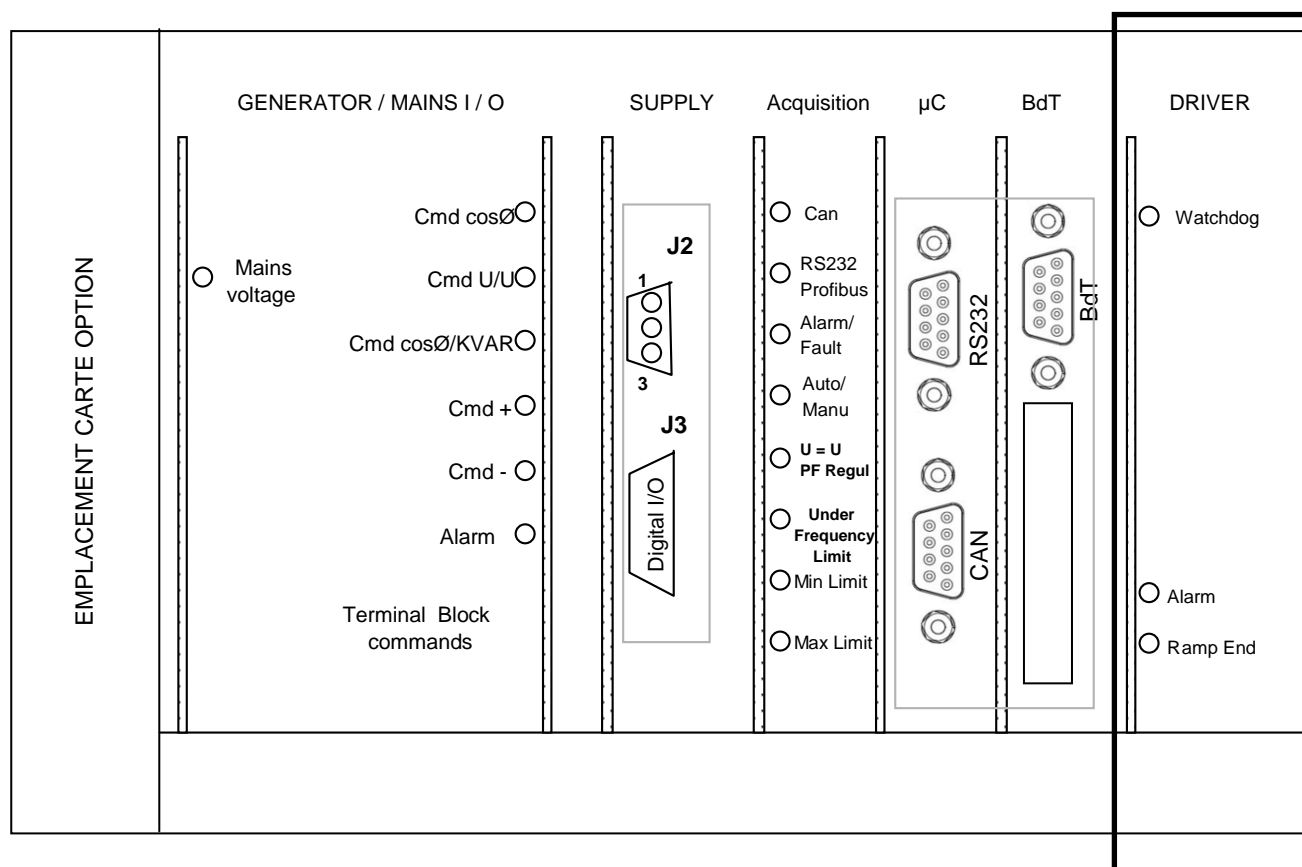 EMPLACEMENT CARTE OPTION
GENERATOR / MAINS I / O
Mains
voltage
Cmd cosØ
Cmd U/U
Cmd cosØ/KVAR
Cmd +
Cmd -
Alarm
Terminal Block
commands
SUPPLY
J2
1
3
J3
Digital I/O
Acquisition
Can
RS232
Profibus
Alarm/
Fault
Auto/
Manu
U = U
PF Regul
Under
Frequency
Limit
Min Limit
Max Limit
µC
RS232
CAN
BdT
BdT
DRIVER
Watchdog
Alarm
Ramp End